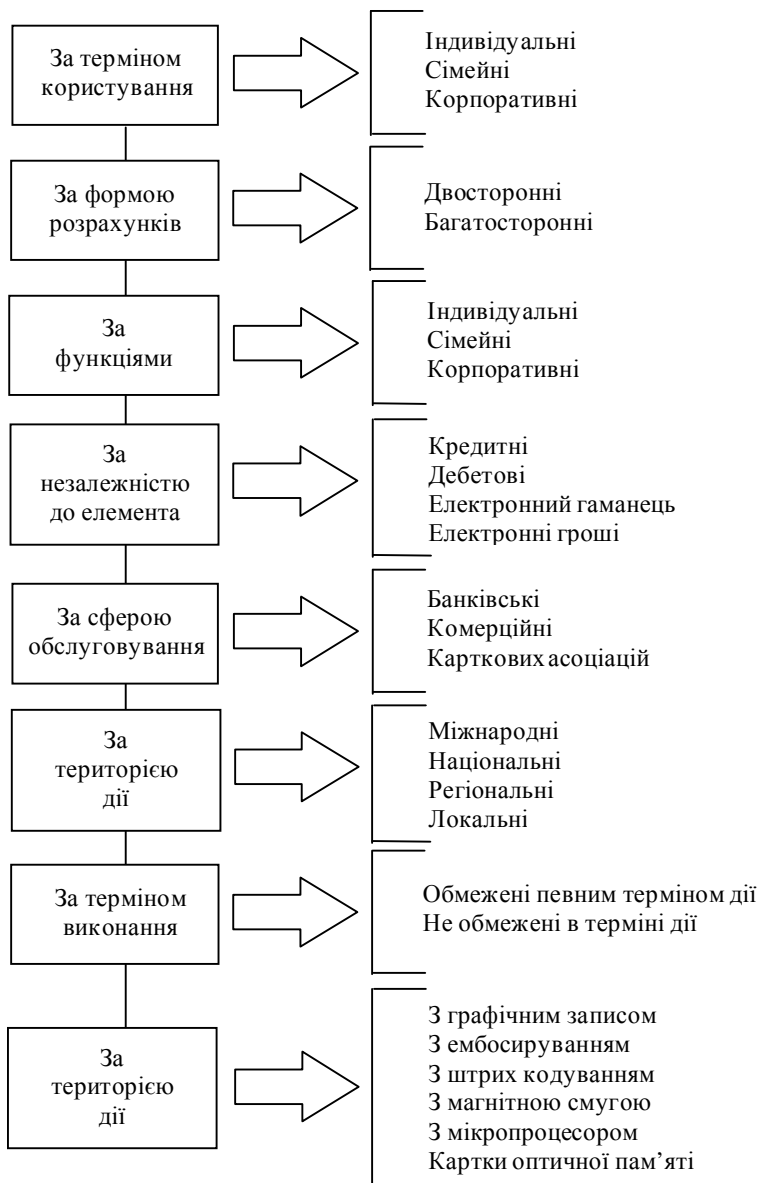 За терміном
користування
Індивідуальні
Сімейні
Корпоративні
За формою
розрахунків
Двосторонні
Багатосторонні
За
функціями
Індивідуальні
Сімейні
Корпоративні
За
незалежністю
до елемента
Кредитні
Дебетові
Електронний гаманець
Електронні гроші
За сферою
обслуговування
Банківські
Комерційні
Карткових асоціацій
За
територією
дії
Міжнародні
Національні
Регіональні
Локальні
За терміном
виконання
Обмежені певним терміном дії
Не обмежені в терміні дії
За
територією
дії
З графічним записом
З ембосируванням
З штрих кодуванням
З магнітною смугою
З мікропроцесором
Картки оптичної пам’яті